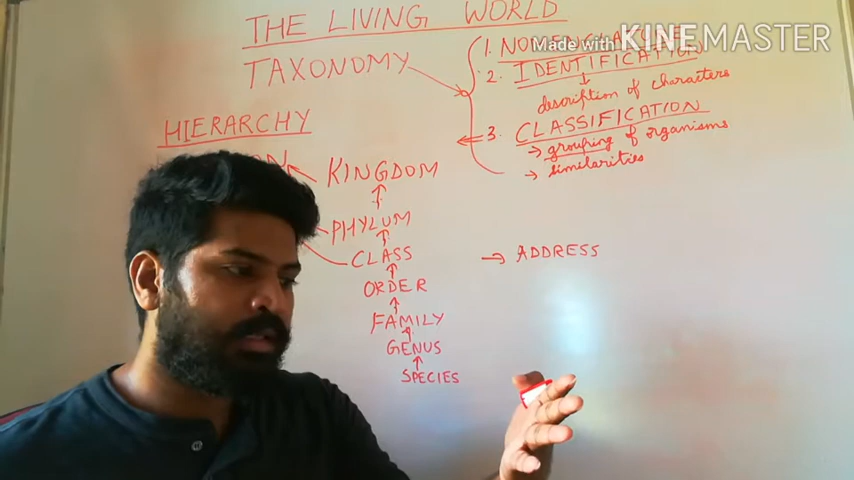 THE LIVING WORLD
Made with KINEMASTER
TAXONOMY
1. NOMENCLATURE
2. IDENTIFICATION
description of characters
3. CLASSIFICATION
→ grouping of organisms
→ similarities
HIERARCHY
KINGDOM
PHYLUM
CLASS
→ ADDRESS
ORDER
FAMILY
GENUS
SPECIES